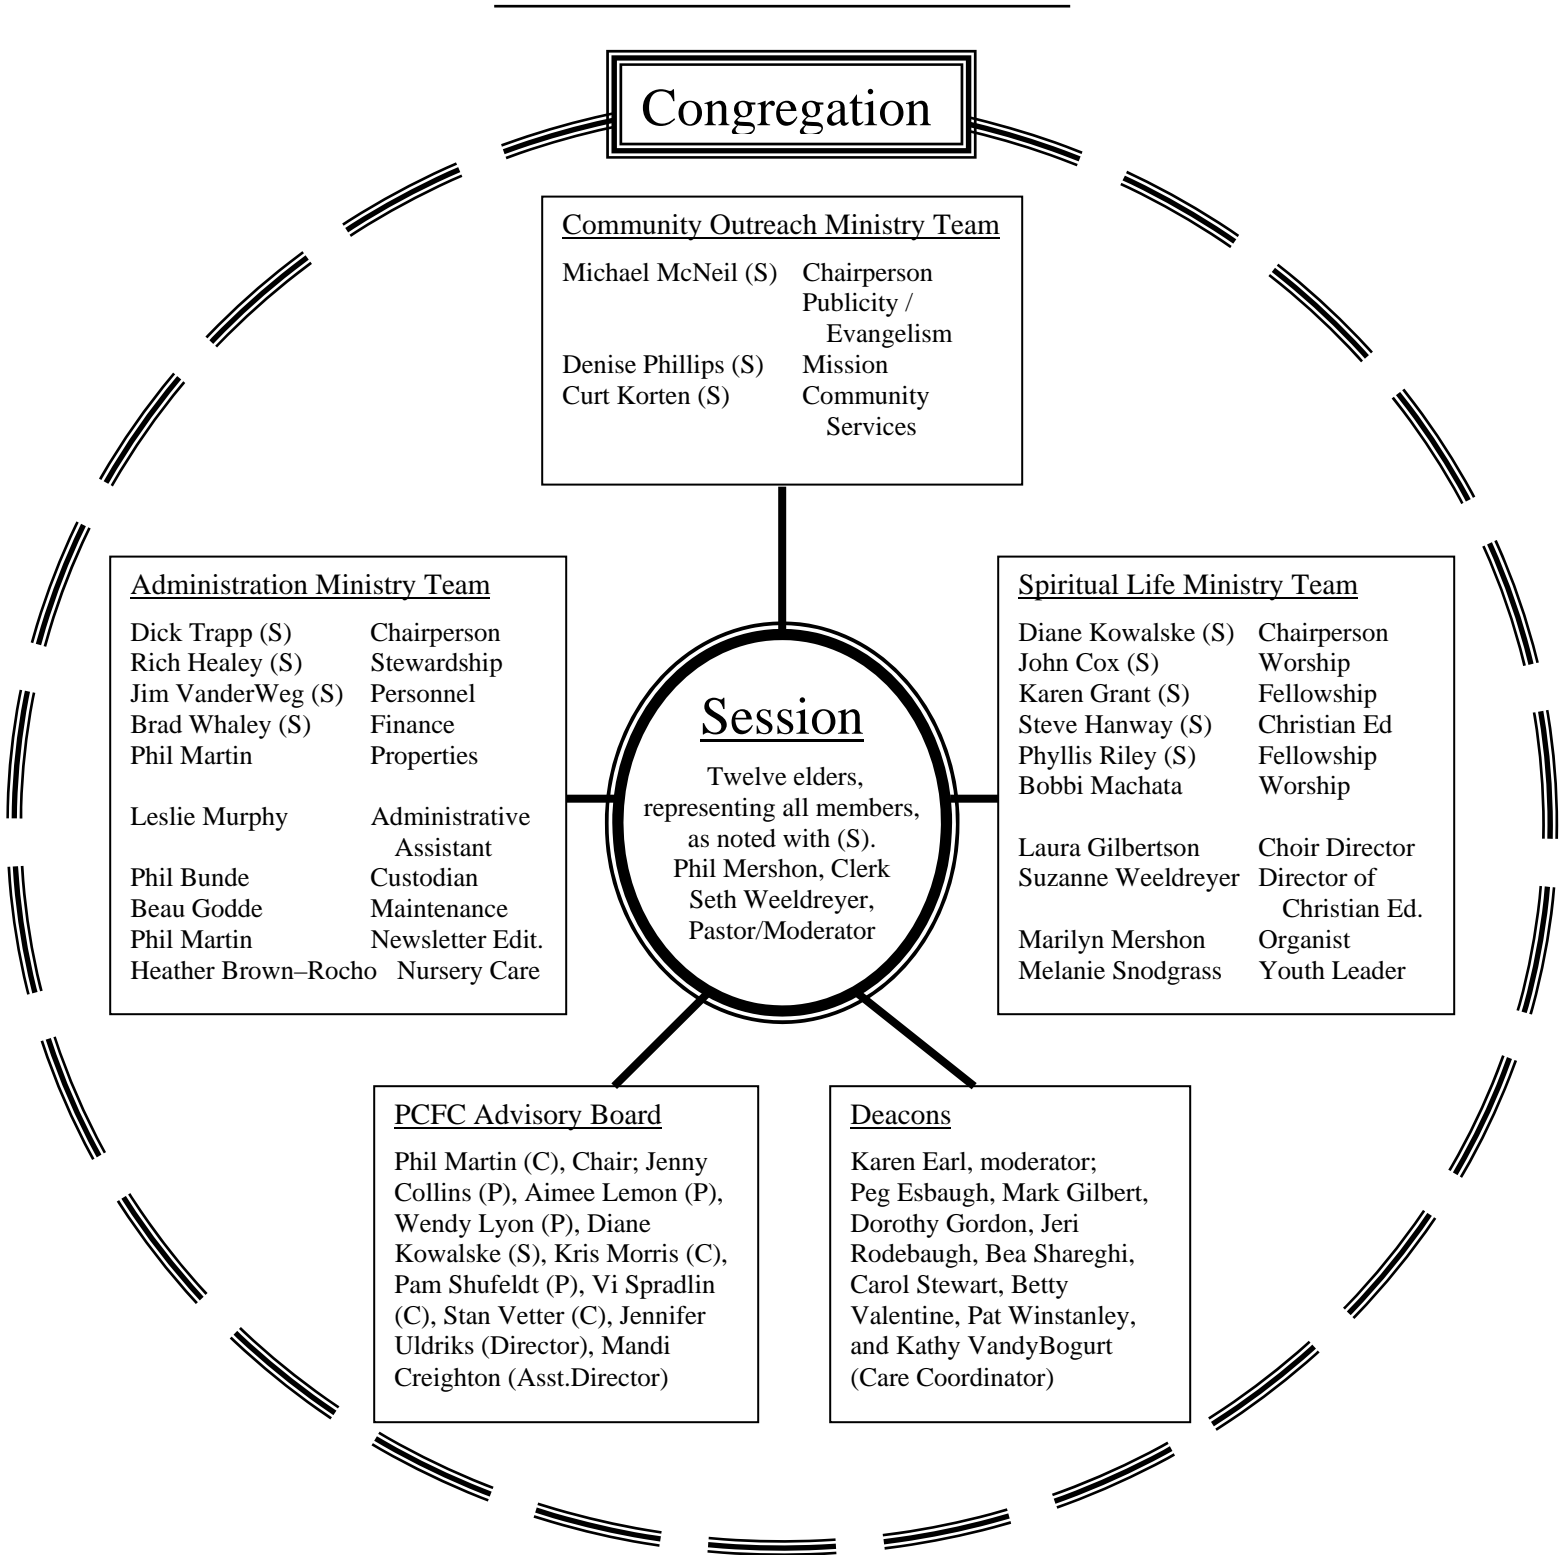 Congregation
Community Outreach Ministry Team
Michael McNeil (S) Chairperson
Publicity /
Evangelism
Denise Phillips (S) Mission
Curt Korten (S) Community
Services
Administration Ministry Team
Dick Trapp (S) Chairperson
Rich Healey (S) Stewardship
Jim VanderWeg (S) Personnel
Brad Whaley (S) Finance
Phil Martin Properties
Leslie Murphy Administrative
Assistant
Phil Bunde Custodian
Beau Godde Maintenance
Phil Martin Newsletter Edit.
Heather Brown–Rocho Nursery Care
Session
Twelve elders,
representing all members,
as noted with (S).
Phil Mershon, Clerk
Seth Weeldreyer,
Pastor/Moderator
Spiritual Life Ministry Team
Diane Kowalske (S) Chairperson
John Cox (S) Worship
Karen Grant (S) Fellowship
Steve Hanway (S) Christian Ed
Phyllis Riley (S) Fellowship
Bobbi Machata Worship
Laura Gilbertson Choir Director
Suzanne Weeldreyer Director of
Christian Ed.
Marilyn Mershon Organist
Melanie Snodgrass Youth Leader
PCFC Advisory Board
Phil Martin (C), Chair; Jenny
Collins (P), Aimee Lemon (P),
Wendy Lyon (P), Diane
Kowalske (S), Kris Morris (C),
Pam Shufeldt (P), Vi Spradlin
(C), Stan Vetter (C), Jennifer
Uldriks (Director), Mandi
Creighton (Asst.Director)
Deacons
Karen Earl, moderator;
Peg Esbaugh, Mark Gilbert,
Dorothy Gordon, Jeri
Rodebaugh, Bea Shareghi,
Carol Stewart, Betty
Valentine, Pat Winstanley,
and Kathy VandyBogurt
(Care Coordinator)